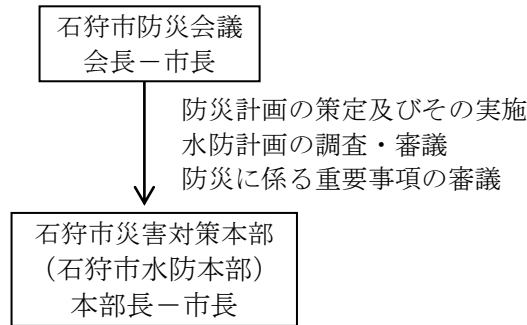 石狩市防災会議
会長－市長
防災計画の策定及びその実施
水防計画の調査・審議
防災に係る重要事項の審議
石狩市災害対策本部
（石狩市水防本部）
本部長－市長